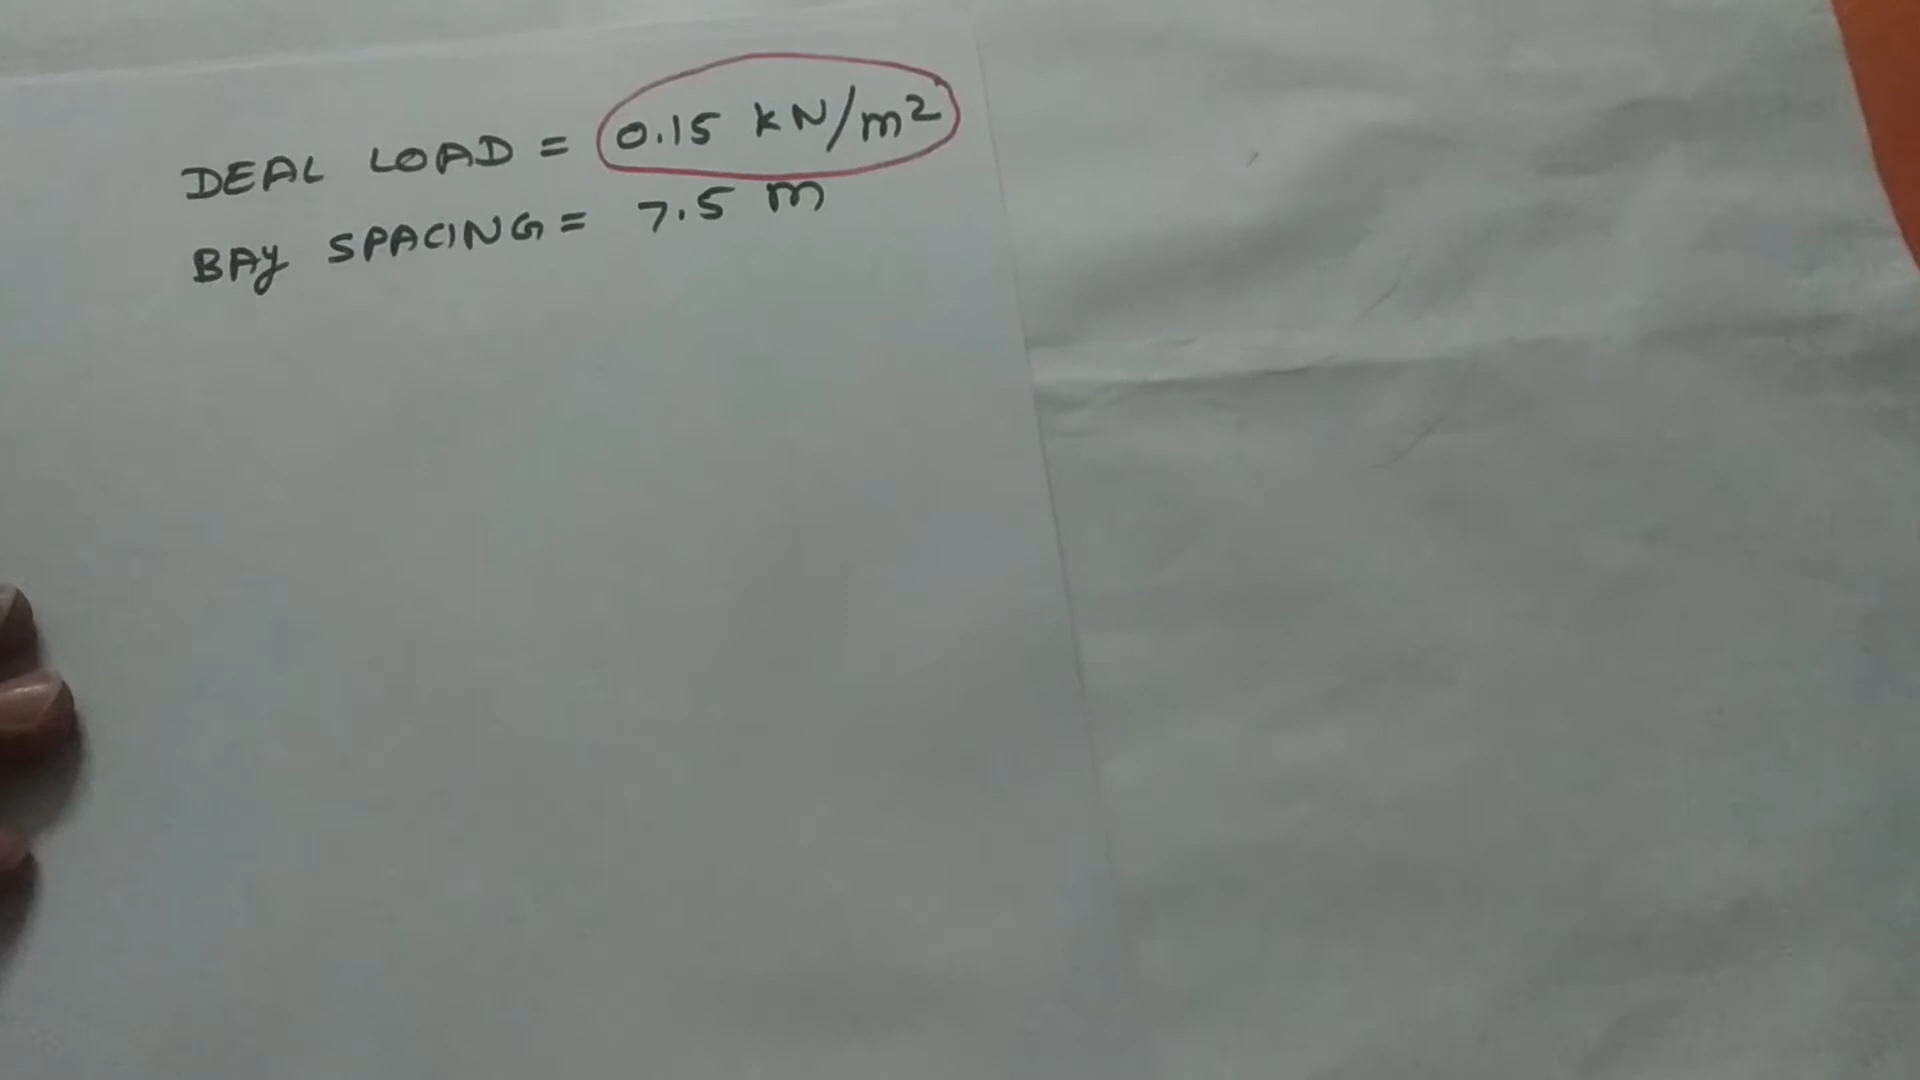 DEAL LOAD = 0.15 kN/m²
BAY SPACING = 7.5 m